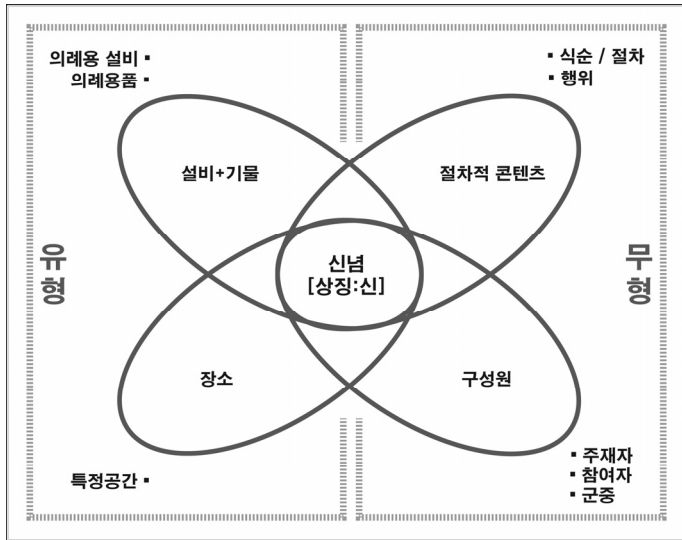 의례용 설비 ▪
의례용품 ▪
▪ 식순 / 절차
▪ 행위
설비+기물
절차적 콘텐츠
유형
신념
[상징:신]
무형
장소
구성원
특정공간 ▪
▪ 주재자
▪ 참여자
▪ 군중